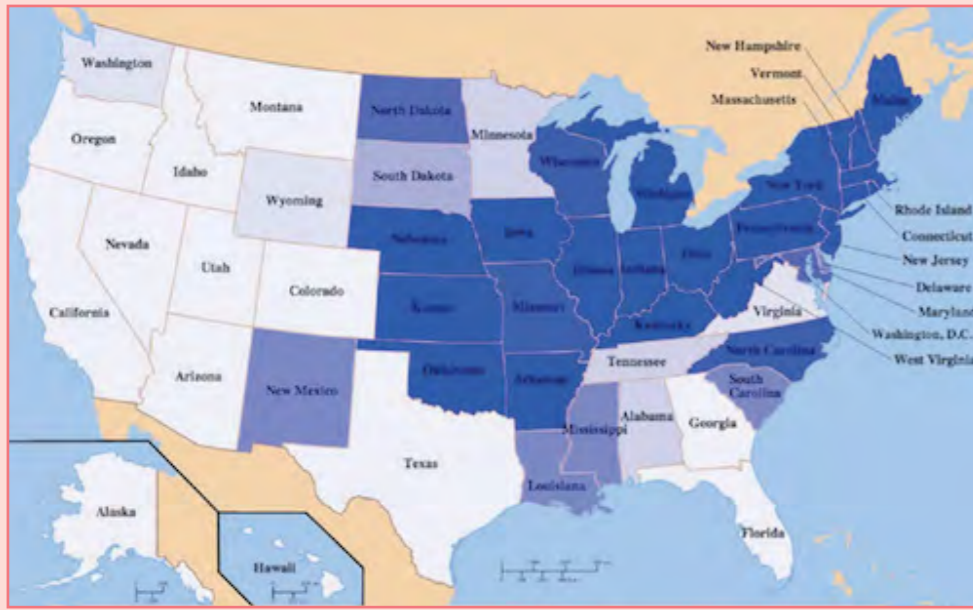 Washington
Montana
Oregon
Idaho
Wyoming
North Dakota
South Dakota
Minnesota
Wisconsin
Michigan
New Hampshire
Vermont
Massachusetts
Maine
New York
Rhode Island
Connecticut
New Jersey
Delaware
Maryland
Washington, D.C.
West Virginia
Pennsylvania
Nevada
Utah
Colorado
California
Nebraska
Iowa
Illinois
Indiana
Ohio
Kansas
Missouri
Kentucky
Virginia
Arizona
New Mexico
Oklahoma
Arkansas
Tennessee
North Carolina
South
Carolina
Mississippi
Alabama
Georgia
Texas
Louisiana
Florida
Alaska
Hawaii